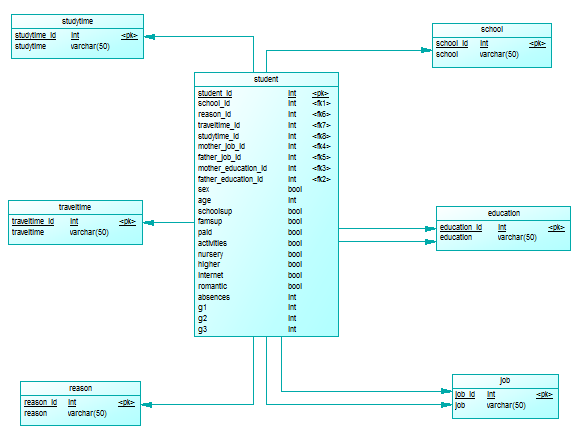 studytime
studytime_id int <pk>
studytime varchar(50)
school
school_id int <pk>
school varchar(50)
student
student_id int <pk>
school_id int <fk1>
reason_id int <fk6>
traveltime_id int <fk7>
studytime_id int <fk8>
mother_job_id int <fk4>
father_job_id int <fk5>
mother_education_id int <fk3>
father_education_id int <fk2>
sex bool
age int
schoolsup bool
famsup bool
paid bool
activities bool
nursery bool
higher bool
internet bool
romantic bool
absences int
g1 int
g2 int
g3 int
traveltime
traveltime_id int <pk>
traveltime varchar(50)
education
education_id int <pk>
education varchar(50)
reason
reason_id int <pk>
reason varchar(50)
job
job_id int <pk>
job varchar(50)